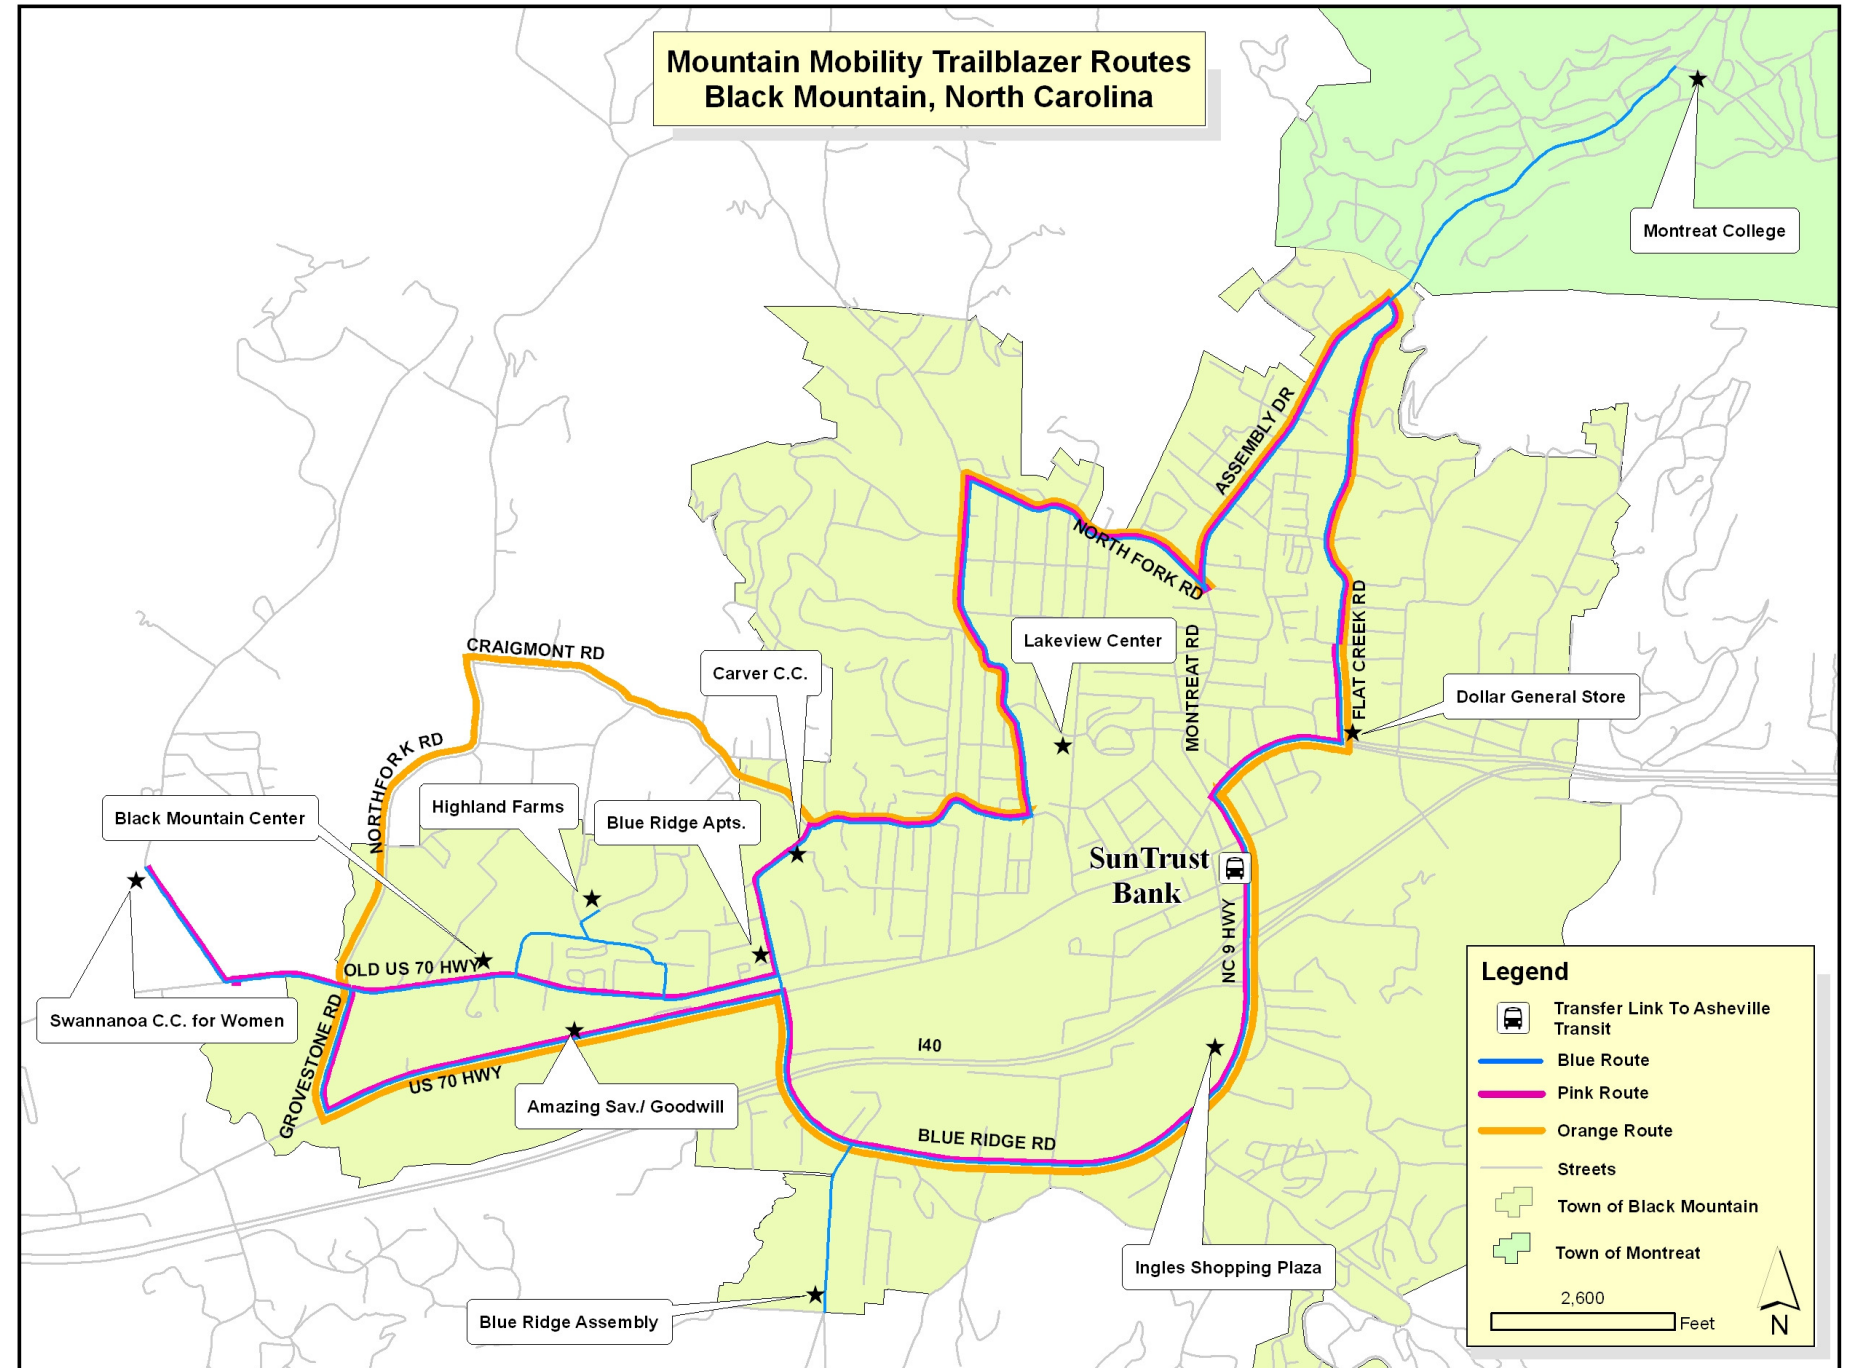 Mountain Mobility Trailblazer Routes
Black Mountain, North Carolina
Montreat College
ASSEMBLY DR
NORTH FORK RD
Lakeview Center
MONTREAT RD
FLAT CREEK RD
Dollar General Store
CRAIGMONT RD
Carver C.C.
NORTHFORK RD
Highland Farms
Black Mountain Center
Blue Ridge Apts.
SunTrust
Bank
NC 9 HWY
OLD US 70 HWY
Swannanoa C.C. for Women
GROVESTONE RD
US 70 HWY
I40
Amazing Sav./ Goodwill
BLUE RIDGE RD
Ingles Shopping Plaza
Blue Ridge Assembly
Legend
Transfer Link To Asheville
Transit
Blue Route
Pink Route
Orange Route
Streets
Town of Black Mountain
Town of Montreat
2,600
Feet
N